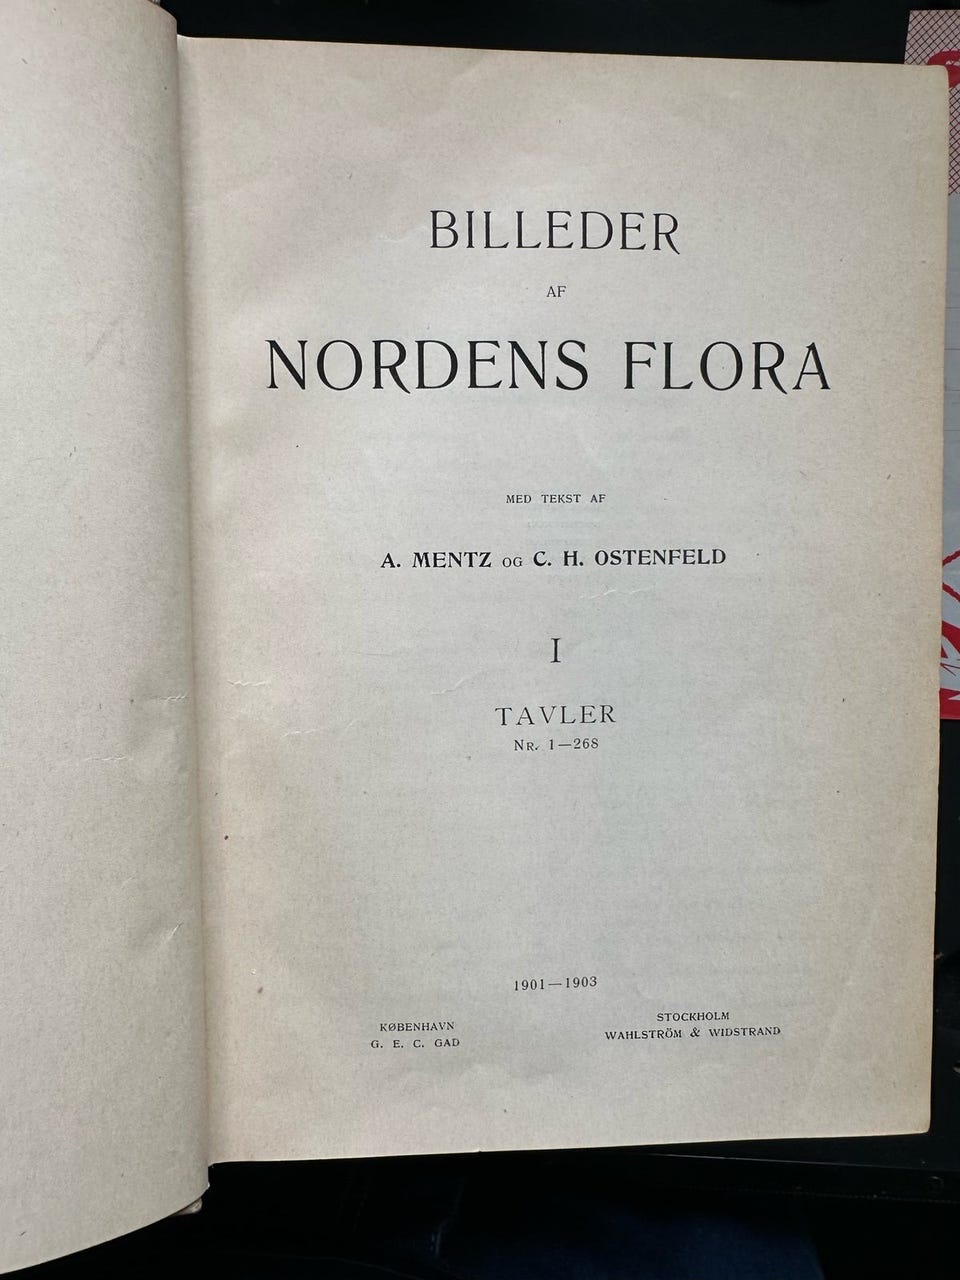 BILLEDER
AF
NORDENS FLORA
MED TEKST AF
A. MENTZ OG C. H. OSTENFELD
I
TAVLER
NR. 1—268
1901—1903
KØBENHAVN
G. E. C. GAD
STOCKHOLM
WAHLSTRÖM & WIDSTRAND